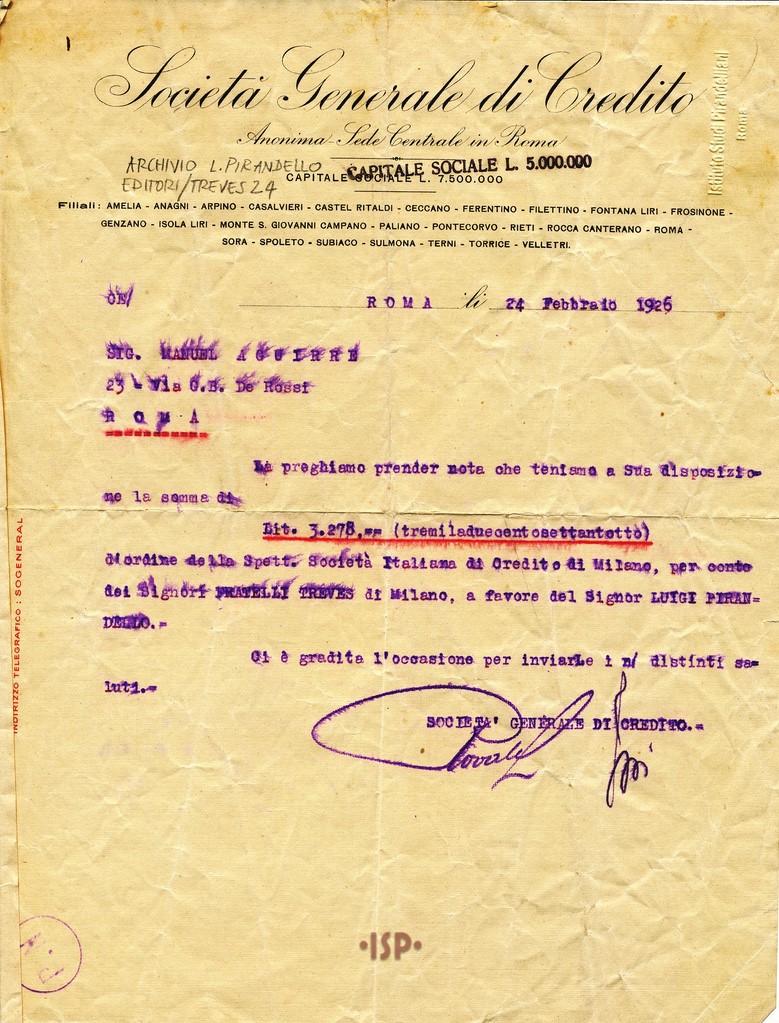 1
Società Generale di Credito
Anonima - Sede Centrale in Roma
ARCHIVIO L. PIRANDELLO
EDITORI/TREVES 24
CAPITALE SOCIALE L. 5.000.000
CAPITALE SOCIALE L. 7.500.000
Istituto Studi Pirandelliani
Roma
Filiali: AMELIA - ANAGNI - ARPINO - CASALVIERI - CASTEL RITALDI - CECCANO - FERENTINO - FILETTINO - FONTANA LIRI - FROSINONE -
GENZANO - ISOLA LIRI - MONTE S. GIOVANNI CAMPANO - PALIANO - PONTECORVO - RIETI - ROCCA CANTERANO - ROMA -
SORA - SPOLETO - SUBIACO - SULMONA - TERNI - TORRICE - VELLETRI.
ROMA li 24 Febbraio 1926
SIG. MANUEL AGUIRRE
23 - Via G.B. De Rossi
ROMA
La preghiamo prender nota che teniamo a Sua disposizio=
ne la somma di
Lit. 3.278,== (tremiladuecentosettantotto)
d'ordine della Spett. Società Italiana di Credito di Milano, per conto
dei Signori FRATELLI TREVES di Milano, a favore del Signor LUIGI PIRAN=
DELLO.=
Ci è gradita l'occasione per inviarLe i n/ distinti sa=
luti.=
SOCIETA' GENERALE DI CREDITO.=
INDIRIZZO TELEGRAFICO: SOGENERAL
·ISP·